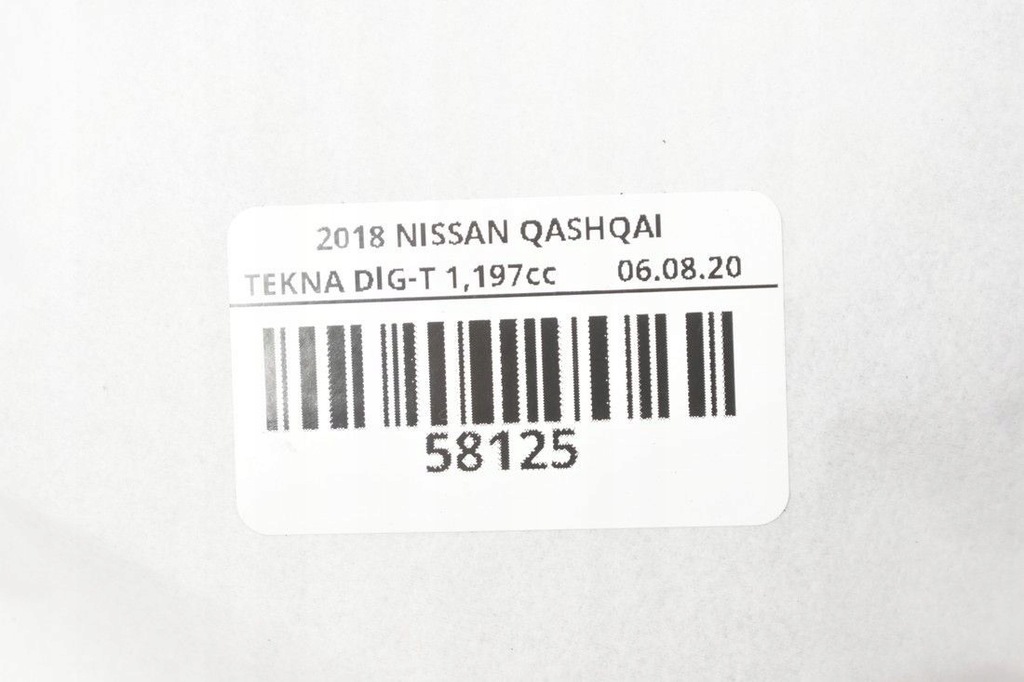 2018 NISSAN QASHQAI
TEKNA DIG-T 1,197cc 06.08.20
58125